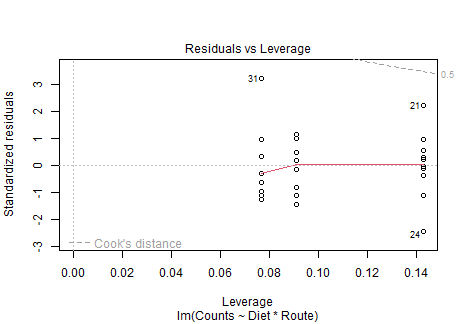 Residuals vs Leverage
Standardized residuals
3
2
1
0
-1
-2
-3
31
21
24
0.5
Cook's distance
0.00 0.02 0.04 0.06 0.08 0.10 0.12 0.14
Leverage
lm(Counts ~ Diet * Route)